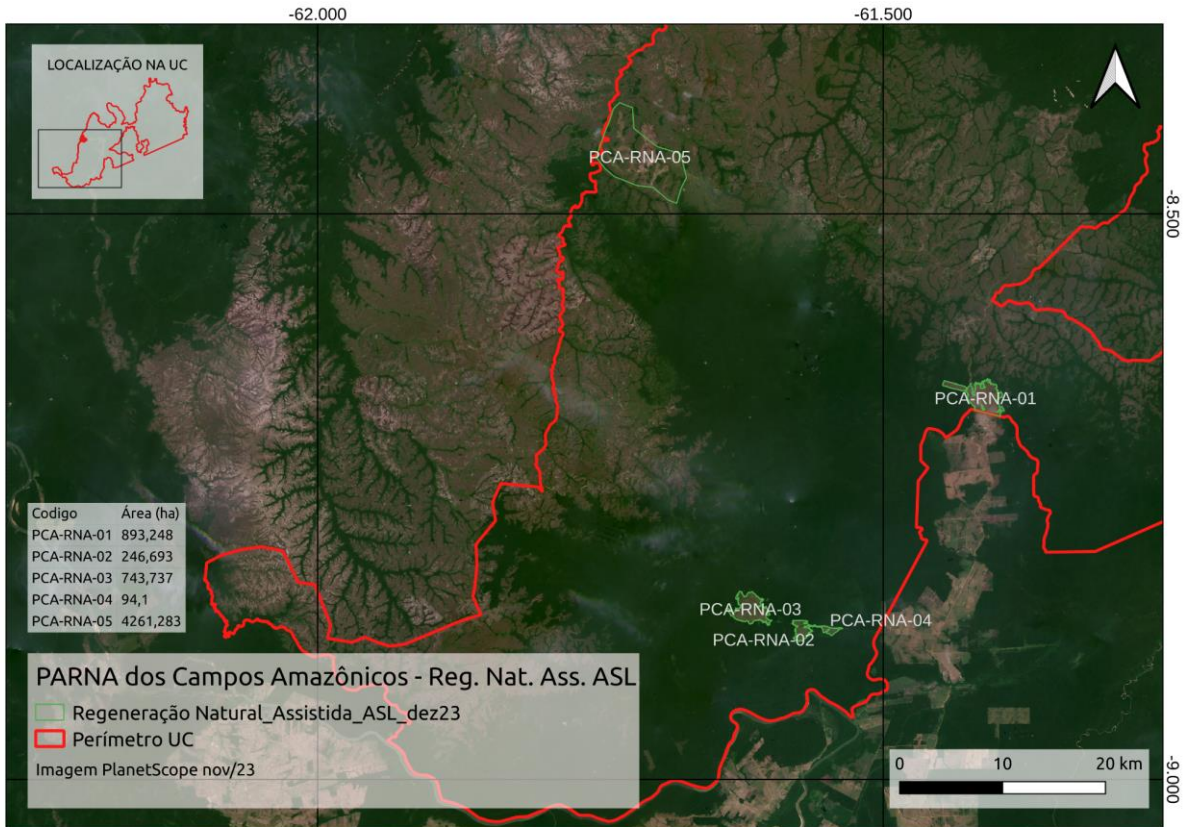 -62.000
-61.500
LOCALIZAÇÃO NA UC
PCA-RNA-05
-8.500
PCA-RNA-01
Codigo Área (ha)
PCA-RNA-01 893,248
PCA-RNA-02 246,693
PCA-RNA-03 743,737
PCA-RNA-04 94,1
PCA-RNA-05 4261,283
PCA-RNA-03
PCA-RNA-04
PCA-RNA-02
PARNA dos Campos Amazônicos - Reg. Nat. Ass. ASL
Regeneração Natural_Assistida_ASL_dez23
Perímetro UC
Imagem PlanetScope nov/23
0 10 20 km
-9.000